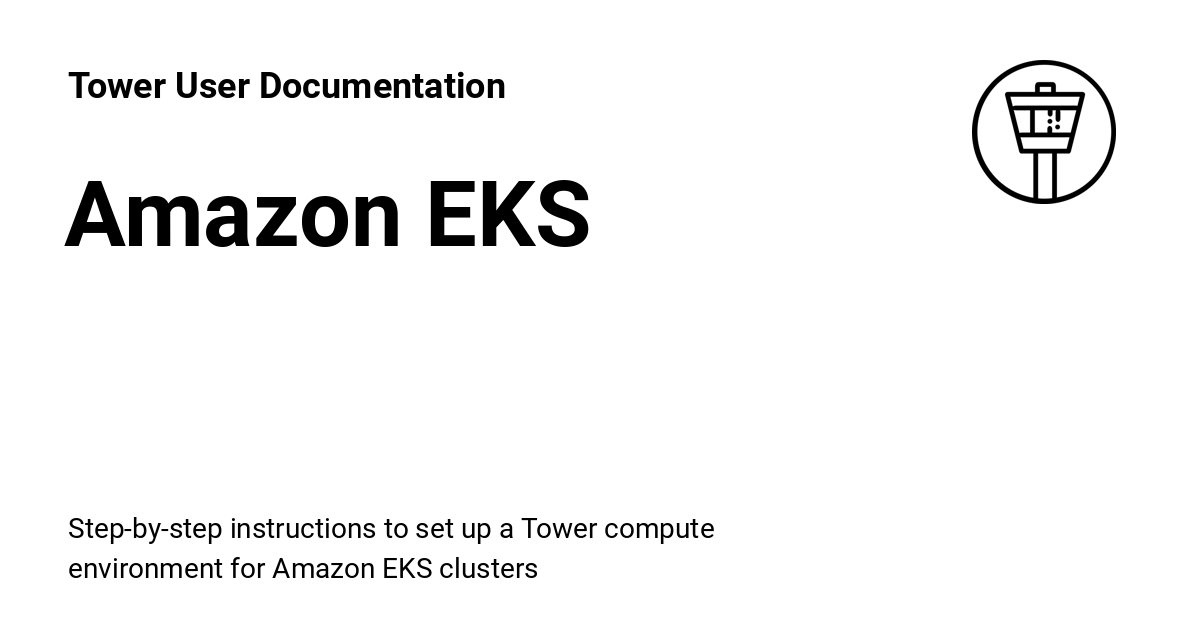 Tower User Documentation
Amazon EKS
Step-by-step instructions to set up a Tower compute
environment for Amazon EKS clusters